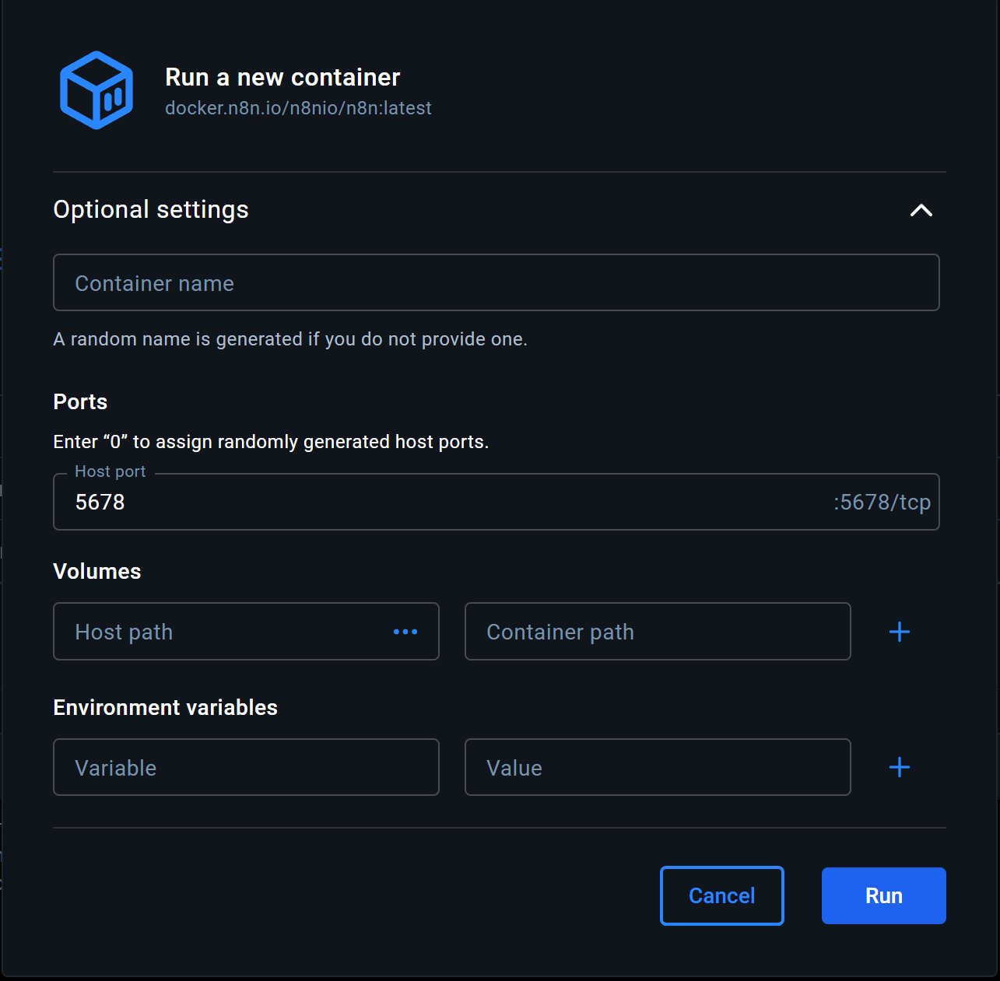 Run a new container
docker.n8n.io/n8nio/n8n:latest
Optional settings
Container name
A random name is generated if you do not provide one.
Ports
Enter “0” to assign randomly generated host ports.
Host port
5678 :5678/tcp
Volumes
Host path Container path
Environment variables
Variable Value
Cancel Run